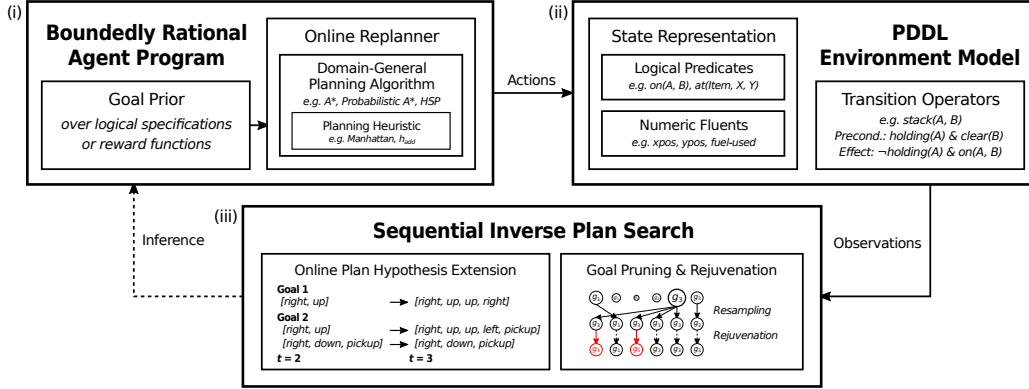 (i)
Boundedly Rational
Agent Program
Goal Prior
over logical specifications
or reward functions
Online Replanner
Domain-General
Planning Algorithm
e.g. A*, Probabilistic A*, HSP
Planning Heuristic
e.g. Manhattan, h_add
Actions
(ii)
State Representation
Logical Predicates
e.g. on(A, B), at(Item, X, Y)
Numeric Fluents
e.g. xpos, ypos, fuel-used
PDDL
Environment Model
Transition Operators
e.g. stack(A, B)
Precond.: holding(A) & clear(B)
Effect: ¬holding(A) & on(A, B)
Inference
Observations
(iii)
Sequential Inverse Plan Search
Online Plan Hypothesis Extension
Goal 1
[right, up] [right, up, up, right]
Goal 2
[right, up] [right, up, up, left, pickup]
[right, down, pickup] [right, down, pickup]
t = 2 t = 3
Goal Pruning & Rejuvenation
g₁ g₃
Resampling
Rejuvenation